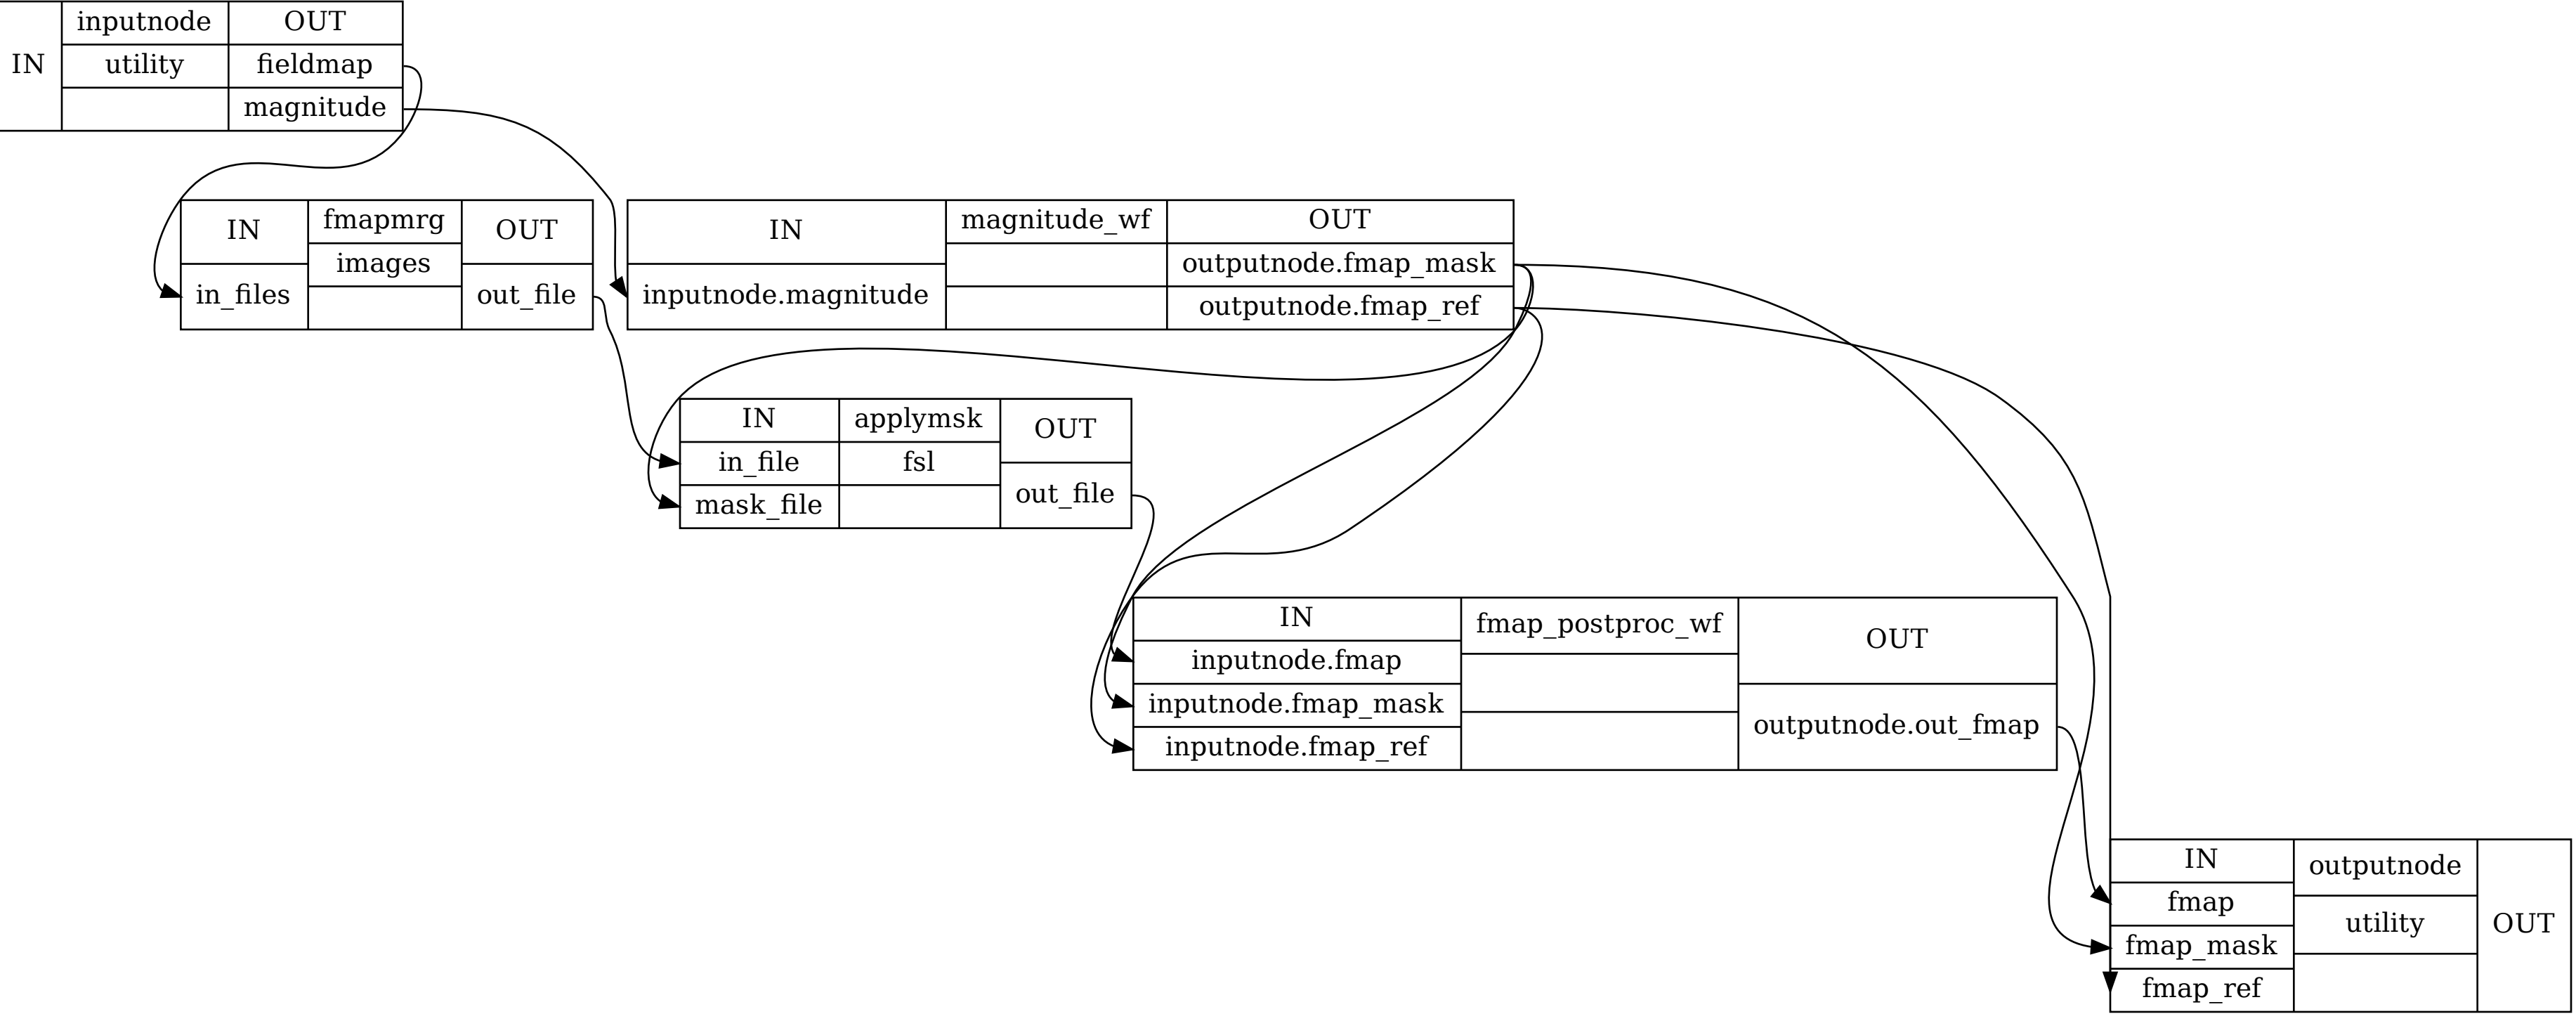 IN
inputnode
utility
OUT
fieldmap
magnitude
IN
in_files
fmapmrg
images
OUT
out_file
IN
inputnode.magnitude
magnitude_wf
OUT
outputnode.fmap_mask
outputnode.fmap_ref
IN
in_file
mask_file
applymsk
fsl
OUT
out_file
IN
inputnode.fmap
inputnode.fmap_mask
inputnode.fmap_ref
fmap_postproc_wf
OUT
outputnode.out_fmap
IN
fmap
fmap_mask
fmap_ref
outputnode
utility
OUT